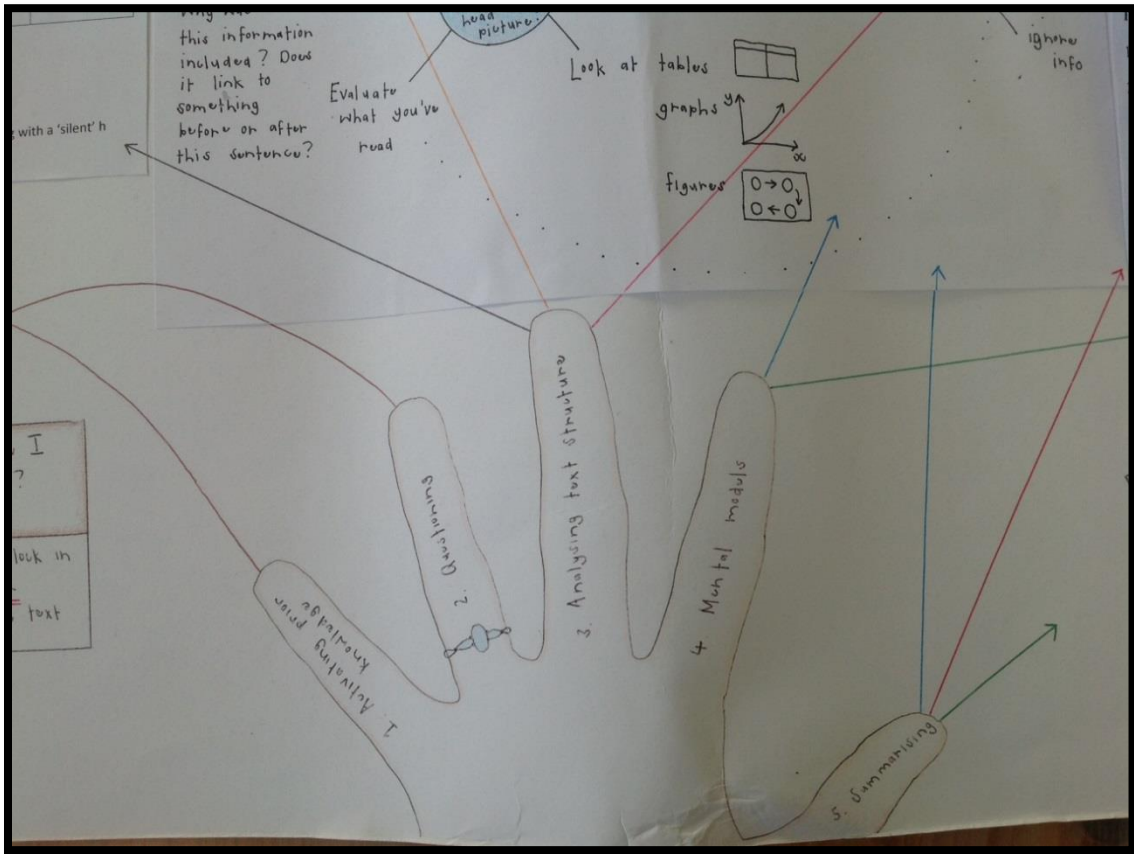 this information
included? Does
it link to
something
before or after
this sentence?
with a 'silent' h
head
picture?
Evaluate
what you've
read
Look at tables
graphs y
x
figures
ignore
info
I
?
lock in
text
1. Activating prior
knowledge
2. Questioning
3. Analysing text structure
4 Mental models
5. Summarising